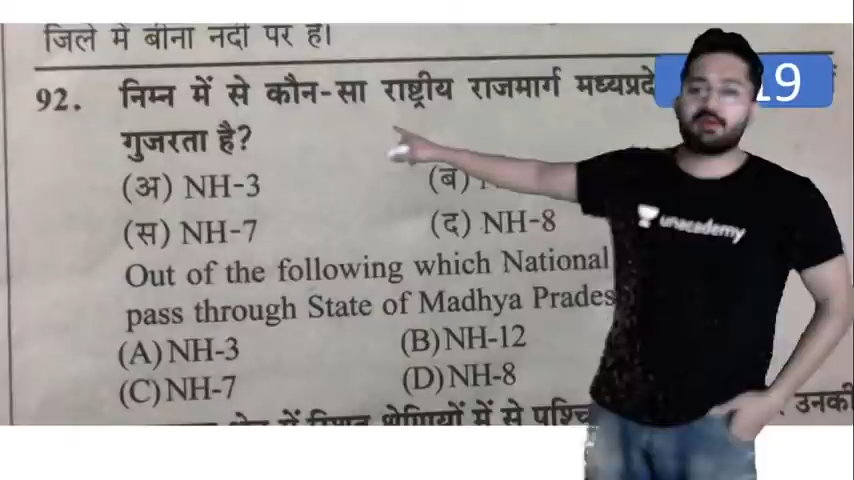 जिले में बीना नदी पर है।
92. निम्न में से कौन-सा राष्ट्रीय राजमार्ग मध्यप्रदे
19
गुजरता है?
(अ) NH-3 (ब)
(स) NH-7 (द) NH-8
unacademy
Out of the following which National
pass through State of Madhya Prades
(A) NH-3 (B) NH-12
(C) NH-7 (D) NH-8
में स्थित श्रेणियों में से उनकी